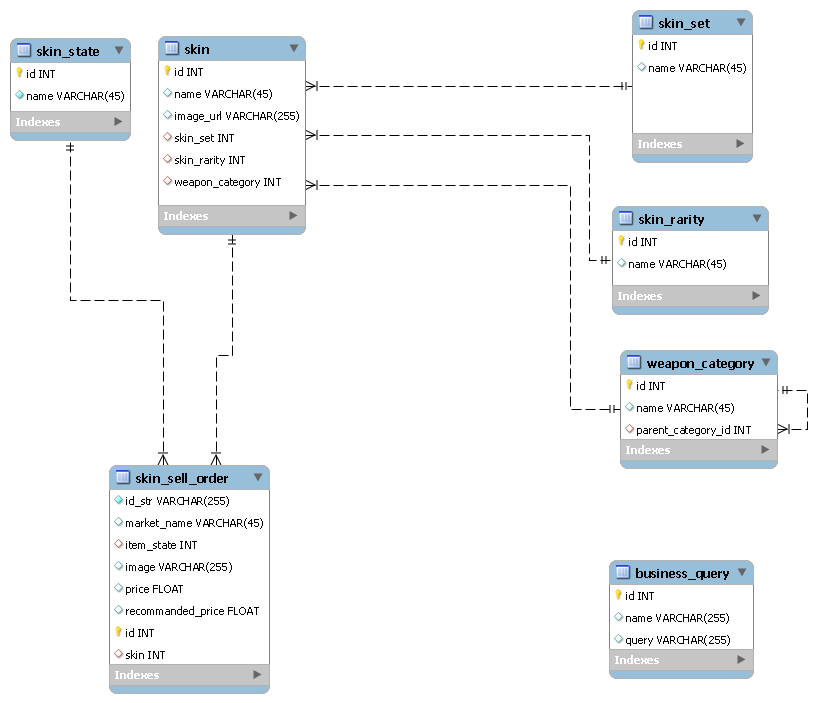 skin_state
id INT
name VARCHAR(45)
Indexes
skin
id INT
name VARCHAR(45)
image_url VARCHAR(255)
skin_set INT
skin_rarity INT
weapon_category INT
Indexes
skin_set
id INT
name VARCHAR(45)
Indexes
skin_rarity
id INT
name VARCHAR(45)
Indexes
weapon_category
id INT
name VARCHAR(45)
parent_category_id INT
Indexes
skin_sell_order
id_str VARCHAR(255)
market_name VARCHAR(45)
item_state INT
image VARCHAR(255)
price FLOAT
recommanded_price FLOAT
id INT
skin INT
Indexes
business_query
id INT
name VARCHAR(255)
query VARCHAR(255)
Indexes